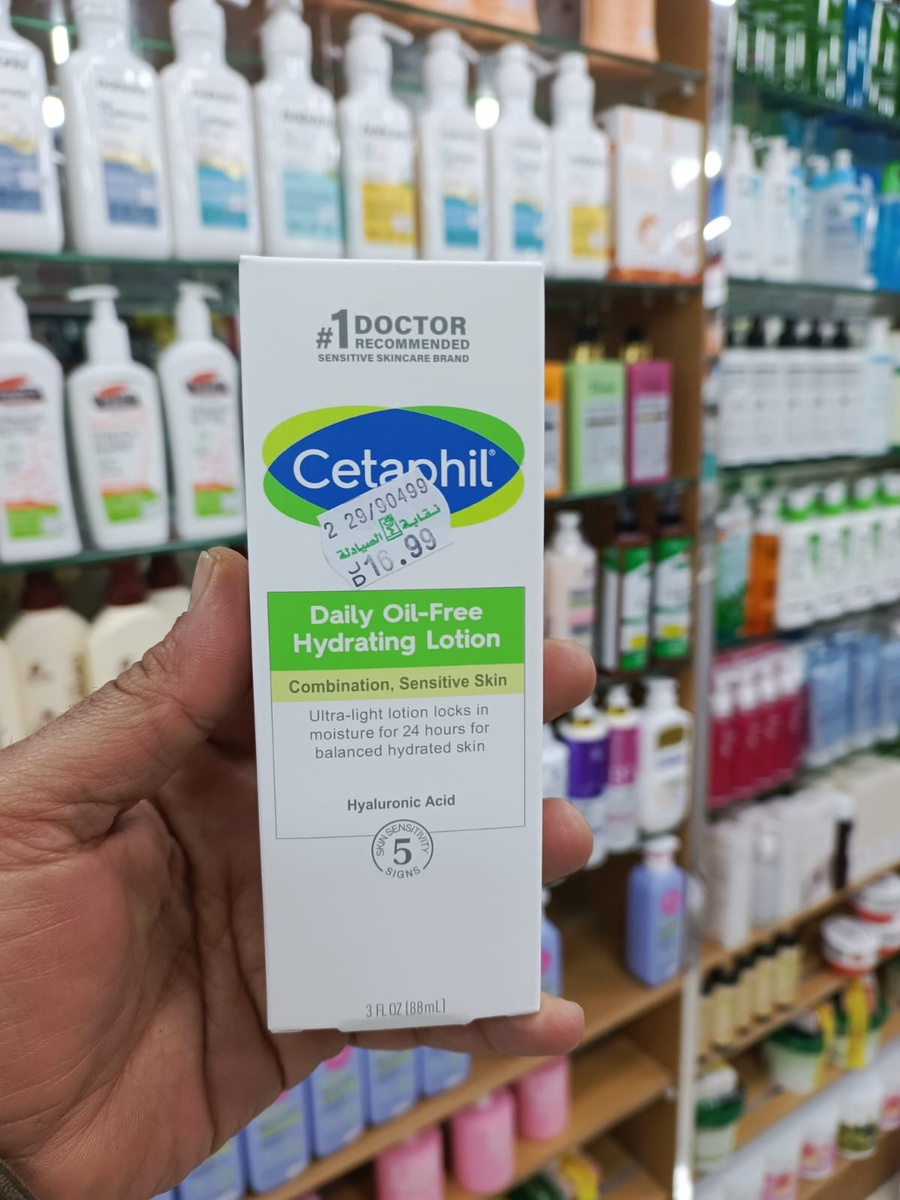 #1 DOCTOR
RECOMMENDED
SENSITIVE SKINCARE BRAND
Cetaphil®
2 29/90499
نقابة الصيادلة
JD 16.99
Daily Oil-Free
Hydrating Lotion
Combination, Sensitive Skin
Ultra-light lotion locks in
moisture for 24 hours for
balanced hydrated skin
Hyaluronic Acid
SKIN SENSITIVITY
5
SIGNS
3 FL OZ (88mL)